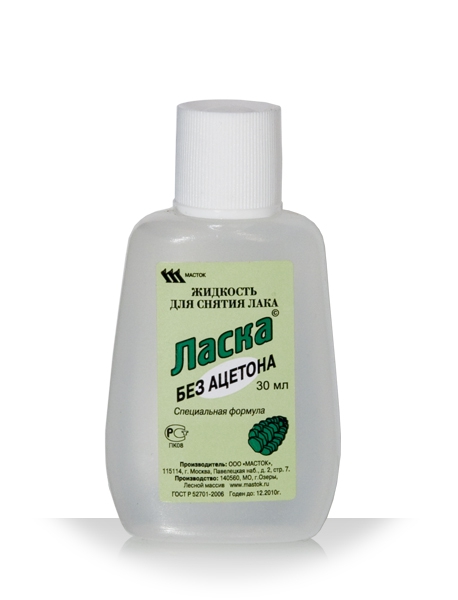 МАСТОК
ЖИДКОСТЬ
ДЛЯ СНЯТИЯ ЛАКА
Ласка©
БЕЗ АЦЕТОНА
30 мл
Специальная формула
ПК08
Производитель: ООО «МАСТОК»,
115114, г. Москва, Павелецкая наб., д. 2, стр. 7,
Производство: 140560, МО, г.Озеры,
Лесной массив www.mastok.ru
ГОСТ Р 52701-2006 Годен до: 12.2010г.